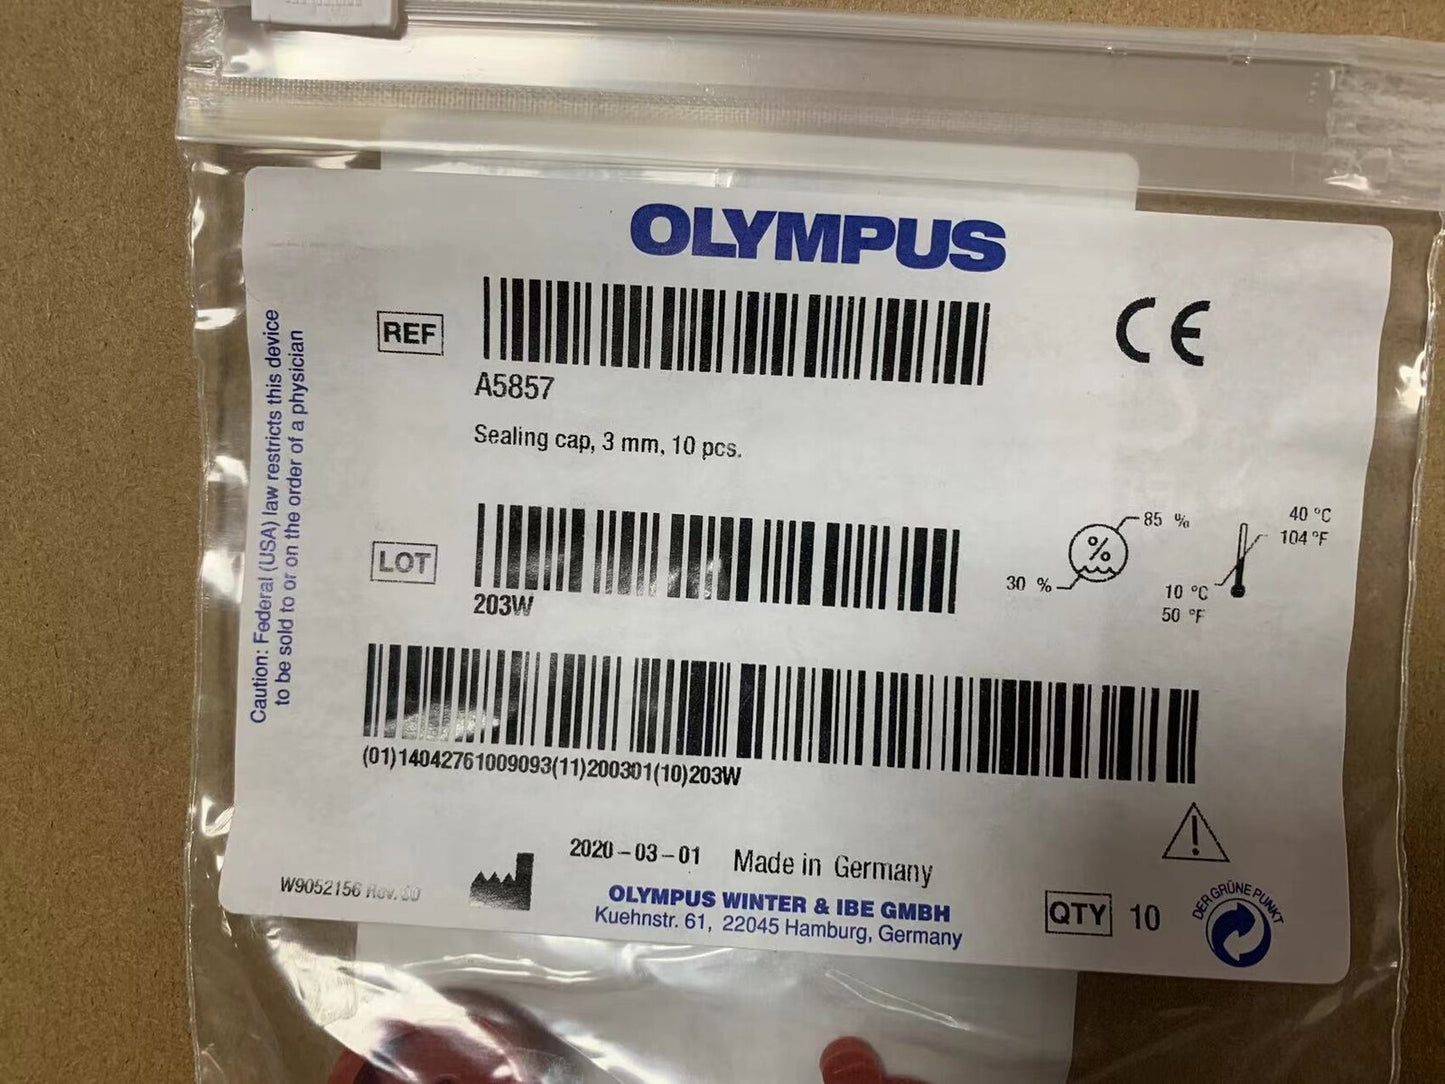 OLYMPUS
REF
A5857
Sealing cap, 3 mm, 10 pcs.
CE
Caution: Federal (USA) law restricts this device
to be sold to or on the order of a physician
LOT
203W
%
85 %
30 %
40 °C
104 °F
10 °C
50 °F
(01)14042761009093(11)200301(10)203W
2020-03-01 Made in Germany
W9052156 Rev. 00
OLYMPUS WINTER & IBE GMBH
Kuehnstr. 61, 22045 Hamburg, Germany
QTY 10
DER GRÜNE PUNKT